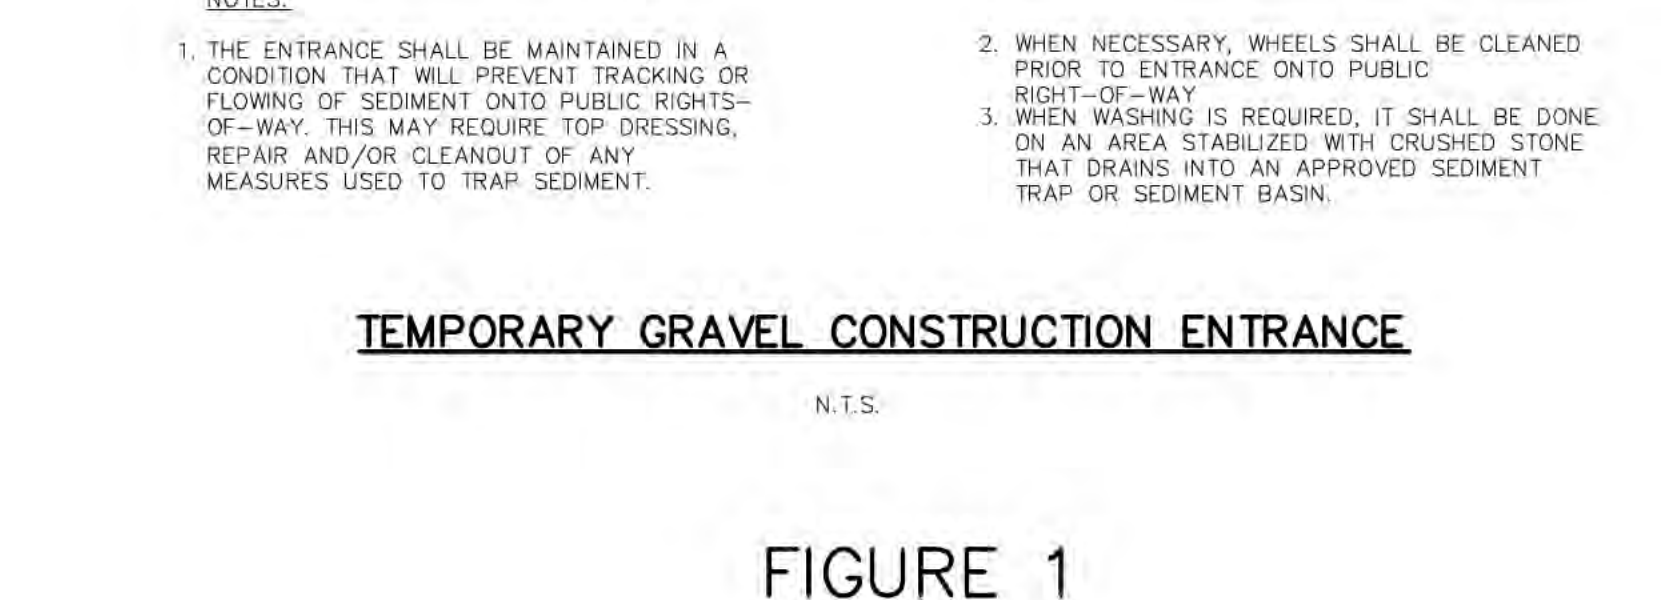 NOTES:
1. THE ENTRANCE SHALL BE MAINTAINED IN A
CONDITION THAT WILL PREVENT TRACKING OR
FLOWING OF SEDIMENT ONTO PUBLIC RIGHTS-
OF-WAY. THIS MAY REQUIRE TOP DRESSING,
REPAIR AND/OR CLEANOUT OF ANY
MEASURES USED TO TRAP SEDIMENT.
2. WHEN NECESSARY, WHEELS SHALL BE CLEANED
PRIOR TO ENTRANCE ONTO PUBLIC
RIGHT-OF-WAY
3. WHEN WASHING IS REQUIRED, IT SHALL BE DONE
ON AN AREA STABILIZED WITH CRUSHED STONE
THAT DRAINS INTO AN APPROVED SEDIMENT
TRAP OR SEDIMENT BASIN.
TEMPORARY GRAVEL CONSTRUCTION ENTRANCE
N.T.S.
FIGURE 1